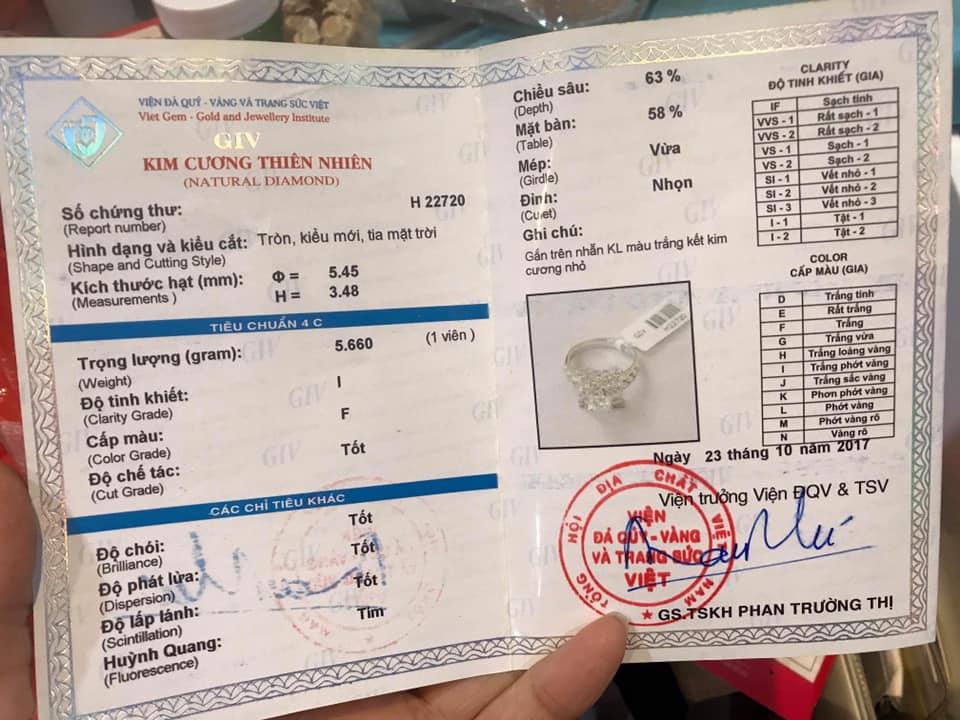 VIỆN ĐÁ QUÝ - VÀNG VÀ TRANG SỨC VIỆT
Viet Gem - Gold and Jewellery Institute
GIV
KIM CƯƠNG THIÊN NHIÊN
(NATURAL DIAMOND)
Số chứng thư: H 22720
(Report number)
Hình dạng và kiểu cắt: Tròn, kiểu mới, tia mặt trời
(Shape and Cutting Style)
Kích thước hạt (mm): Φ = 5.45
(Measurements ) H = 3.48
TIÊU CHUẨN 4 C
Trọng lượng (gram): 5.660 (1 viên )
(Weight)
Độ tinh khiết: I
(Clarity Grade)
Cấp màu: F
(Color Grade)
Độ chế tác: Tốt
(Cut Grade)
CÁC CHỈ TIÊU KHÁC
Độ chói: Tốt
(Brilliance)
Độ phát lửa: Tốt
(Dispersion)
Độ lấp lánh: Tốt
(Scintillation)
Huỳnh Quang: Tím
(Fluorescence)
Chiều sâu: 63 %
(Depth)
Mặt bàn: 58 %
(Table)
Mép: Vừa
(Girdle)
Đỉnh: Nhọn
(Culet)
Ghi chú:
Gắn trên nhẫn KL màu trắng kết kim
cương nhỏ
CLARITY
ĐỘ TINH KHIẾT (GIA)
IF Sạch tinh
VVS - 1 Rất sạch - 1
VVS - 2 Rất sạch - 2
VS - 1 Sạch - 1
VS - 2 Sạch - 2
SI - 1 Vết nhỏ - 1
SI - 2 Vết nhỏ - 2
SI - 3 Vết nhỏ - 3
I - 1 Tật - 1
I - 2 Tật - 2
COLOR
CẤP MÀU (GIA)
D Trắng tinh
E Rất trắng
F Trắng
G Trắng vừa
H Trắng loáng vàng
I Trắng phớt vàng
J Trắng sắc vàng
K Phơn phớt vàng
L Phớt vàng
M Phớt vàng rõ
N Vàng rõ
GIV
H22720
Ngày 23 tháng 10 năm 2017
Viện trưởng Viện ĐQV & TSV
TỔNG HỘI ĐỊA CHẤT VIỆT NAM
VIỆN
ĐÁ QUÝ - VÀNG
VÀ TRANG SỨC
VIỆT
GS.TSKH PHAN TRƯỜNG THỊ